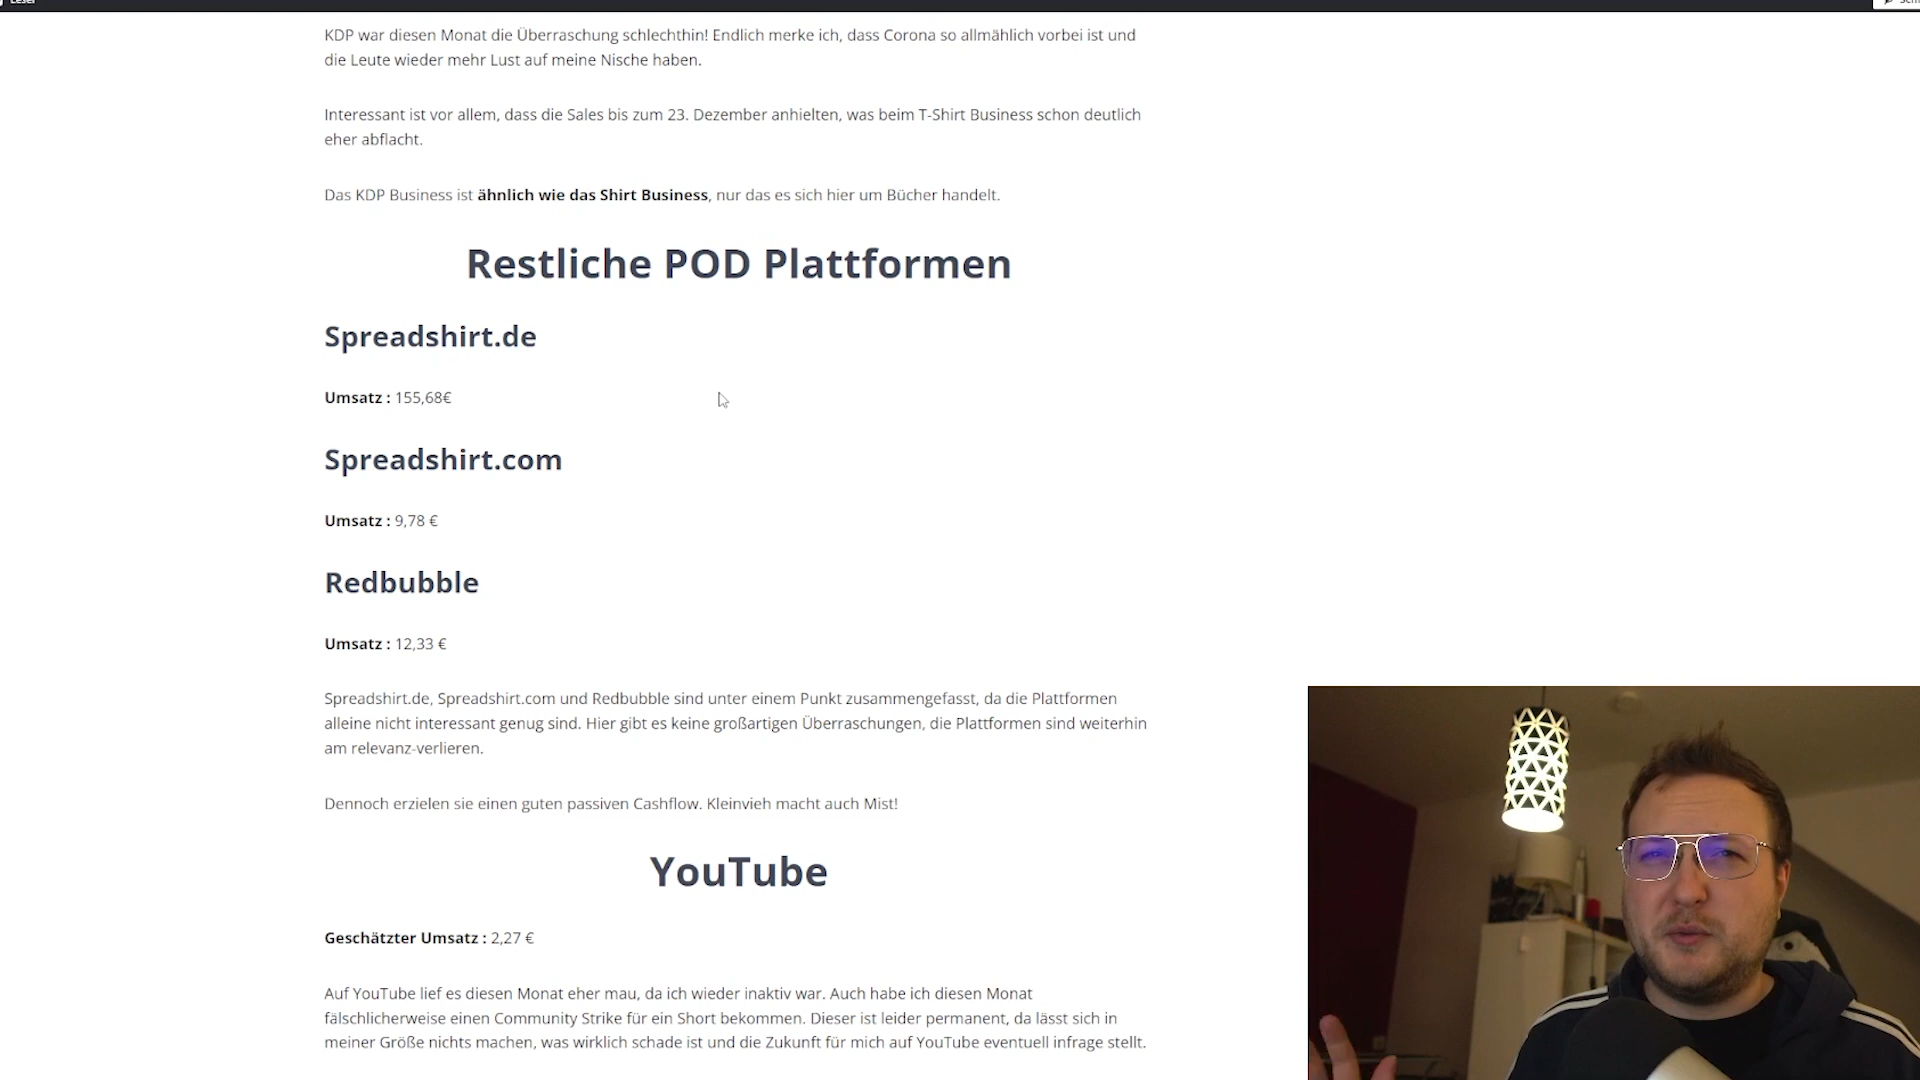 Leser
KDP war diesen Monat die Überraschung schlechthin! Endlich merke ich, dass Corona so allmählich vorbei ist und
die Leute wieder mehr Lust auf meine Nische haben.
Interessant ist vor allem, dass die Sales bis zum 23. Dezember anhielten, was beim T-Shirt Business schon deutlich
eher abflacht.
Das KDP Business ist ähnlich wie das Shirt Business, nur das es sich hier um Bücher handelt.
Restliche POD Plattformen
Spreadshirt.de
Umsatz : 155,68€
Spreadshirt.com
Umsatz : 9,78 €
Redbubble
Umsatz : 12,33 €
Spreadshirt.de, Spreadshirt.com und Redbubble sind unter einem Punkt zusammengefasst, da die Plattformen
alleine nicht interessant genug sind. Hier gibt es keine großartigen Überraschungen, die Plattformen sind weiterhin
am relevanz-verlieren.
Dennoch erzielen sie einen guten passiven Cashflow. Kleinvieh macht auch Mist!
YouTube
Geschätzter Umsatz : 2,27 €
Auf YouTube lief es diesen Monat eher mau, da ich wieder inaktiv war. Auch habe ich diesen Monat
fälschlicherweise einen Community Strike für ein Short bekommen. Dieser ist leider permanent, da lässt sich in
meiner Größe nichts machen, was wirklich schade ist und die Zukunft für mich auf YouTube eventuell infrage stellt.